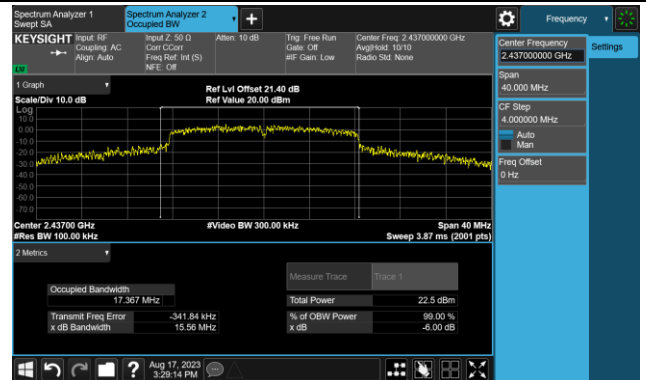 Spectrum Analyzer 1
Swept SA
Spectrum Analyzer 2
Occupied BW
Frequency
KEYSIGHT
Input: RF
Coupling: AC
Align: Auto
Input Z: 50 Ω
Corr CCorr
Freq Ref: Int (S)
NFE: Off
Atten: 10 dB
Trig: Free Run
Gate: Off
#IF Gain: Low
Center Freq: 2.437000000 GHz
Avg|Hold: 10/10
Radio Std: None
Center Frequency
2.437000000 GHz
Settings
Span
40.000 MHz
CF Step
4.000000 MHz
Auto
Man
Freq Offset
0 Hz
1 Graph
Scale/Div 10.0 dB
Ref Lvl Offset 21.40 dB
Ref Value 20.00 dBm
Log
10.0
0.00
-10.0
-20.0
-30.0
-40.0
-50.0
-60.0
-70.0
Center 2.43700 GHz
#Res BW 100.00 kHz
#Video BW 300.00 kHz
Span 40 MHz
Sweep 3.87 ms (2001 pts)
2 Metrics
Measure Trace
Trace 1
Occupied Bandwidth
17.367 MHz
Total Power
22.5 dBm
Transmit Freq Error
-341.84 kHz
% of OBW Power
99.00 %
x dB Bandwidth
15.56 MHz
x dB
-6.00 dB
?
Aug 17, 2023
3:29:14 PM